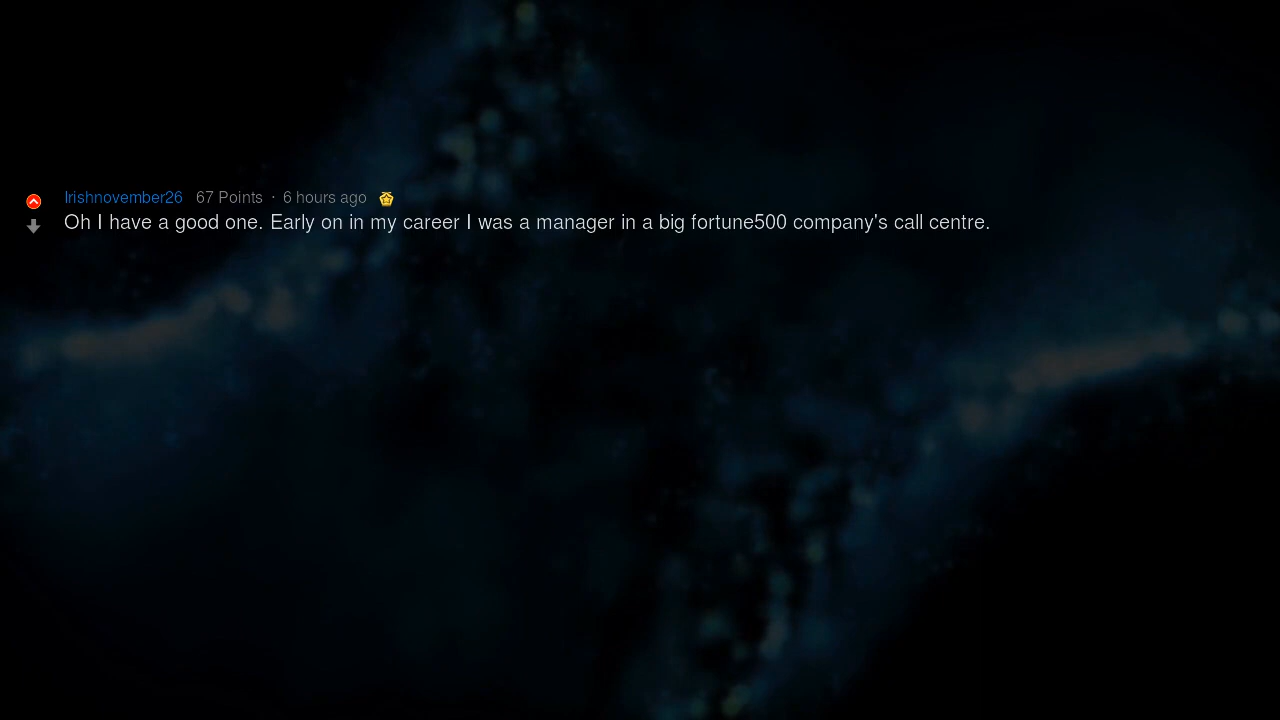 Irishnovember26 67 Points · 6 hours ago
Oh I have a good one. Early on in my career I was a manager in a big fortune500 company's call centre.